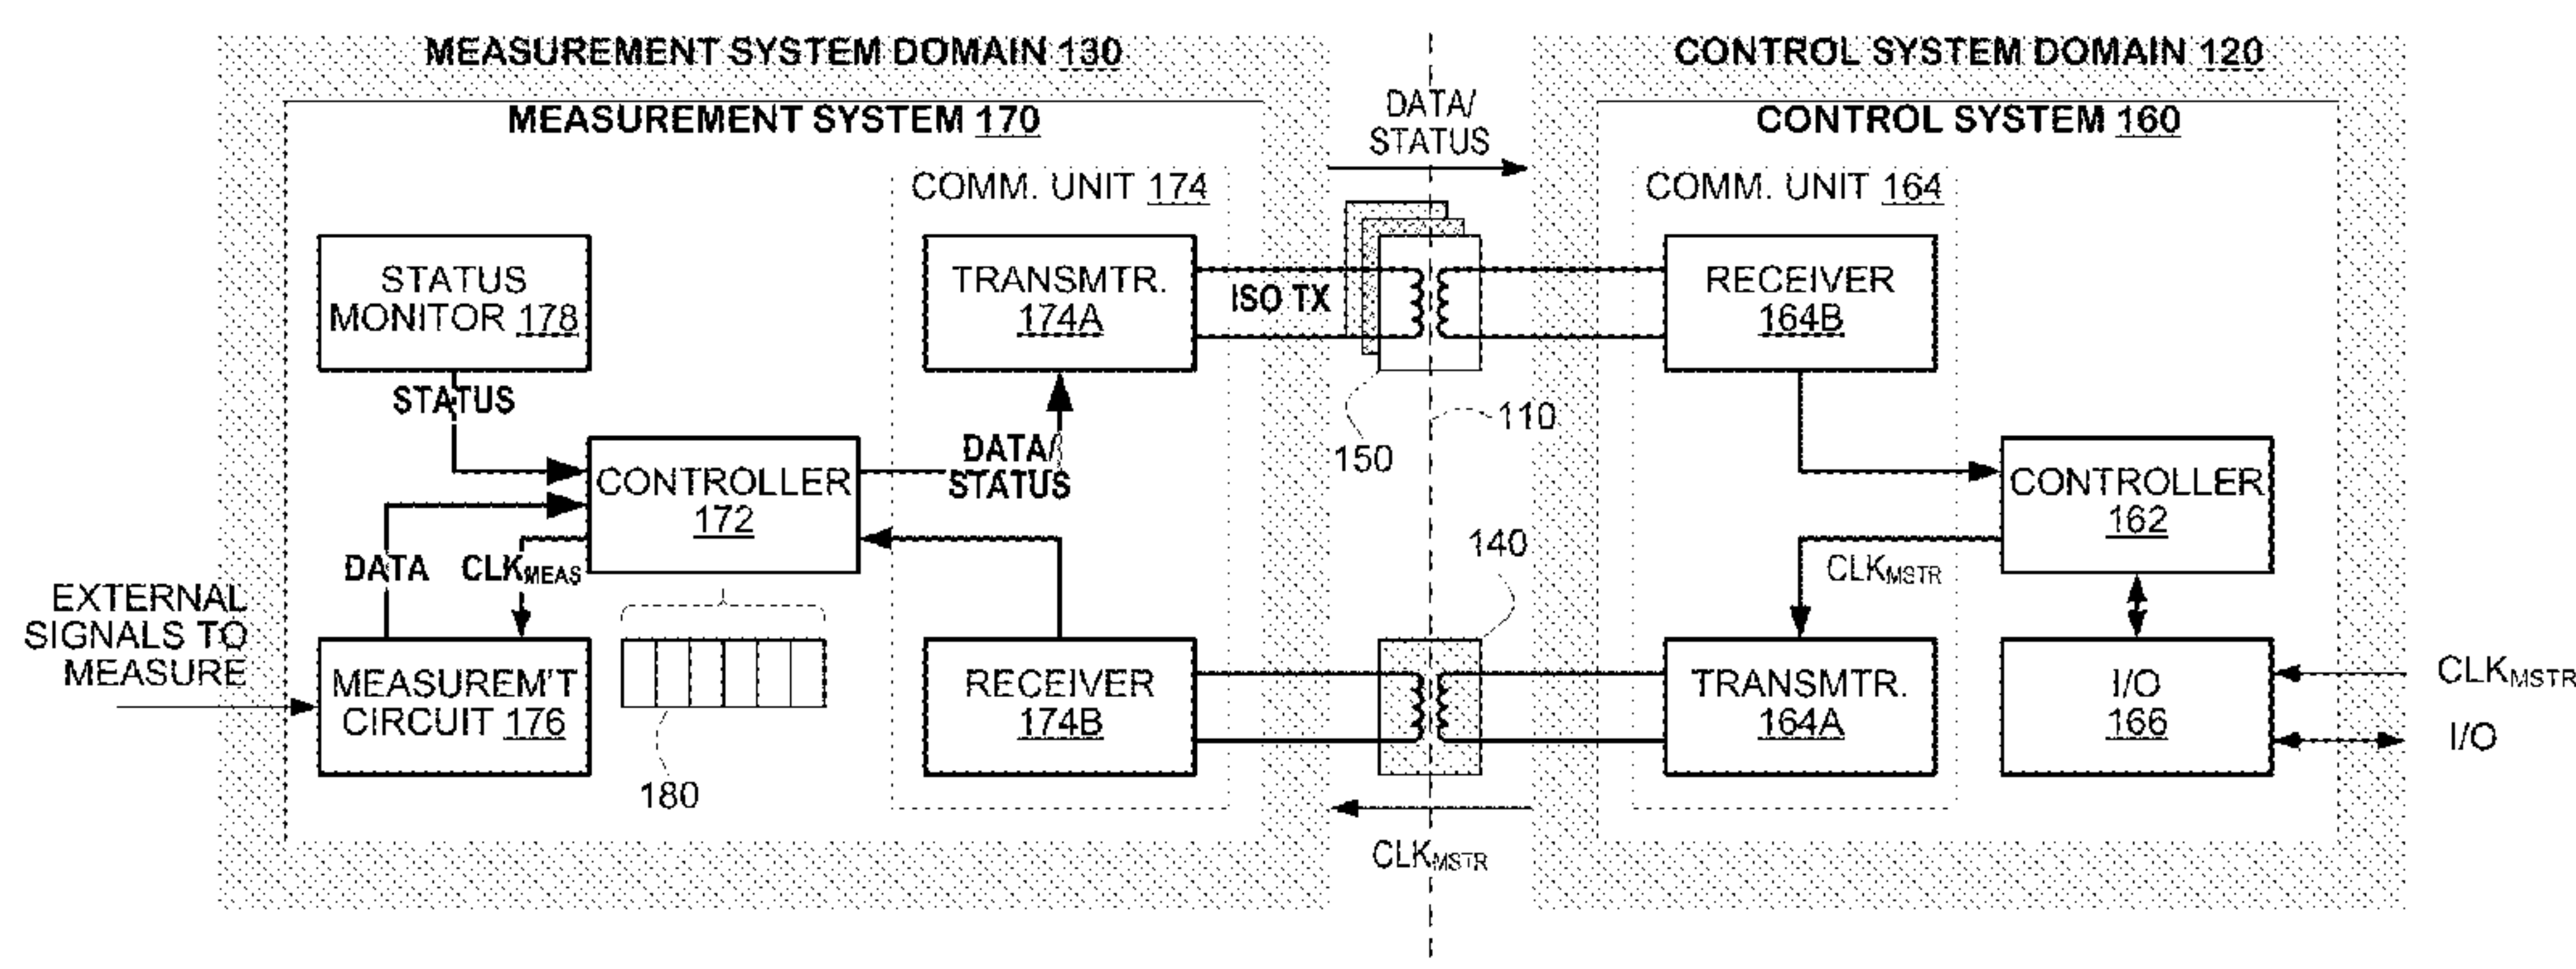 MEASUREMENT SYSTEM DOMAIN 130
MEASUREMENT SYSTEM 170
COMM. UNIT 174
STATUS
MONITOR 178
TRANSMTR.
174A
STATUS
CONTROLLER
172
DATA/
STATUS
DATA
CLKMEAS
EXTERNAL
SIGNALS TO
MEASURE
MEASUREM'T
CIRCUIT 176
180
RECEIVER
174B
DATA/
STATUS
ISO TX
150
110
140
CLKMSTR
CONTROL SYSTEM DOMAIN 120
CONTROL SYSTEM 160
COMM. UNIT 164
RECEIVER
164B
CONTROLLER
162
CLKMSTR
TRANSMTR.
164A
I/O
166
CLKMSTR
I/O